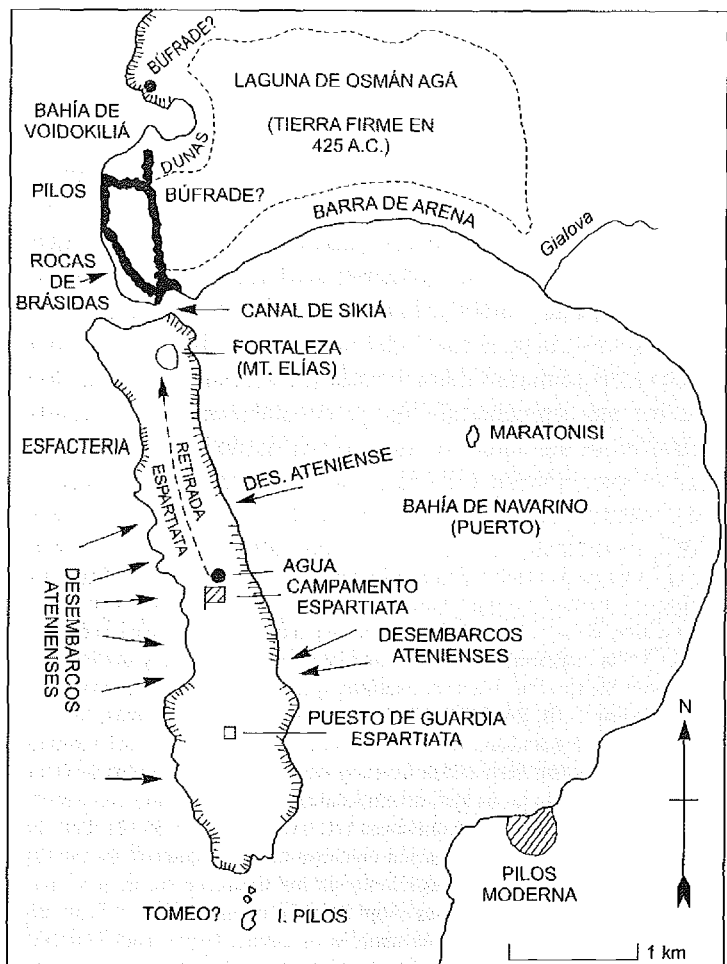 BÚFRADE?
LAGUNA DE OSMÁN AGÁ
BAHÍA DE
VOIDOKILIÁ
(TIERRA FIRME EN
425 A.C.)
DUNAS
PILOS
BÚFRADE?
BARRA DE ARENA
Gialova
ROCAS
DE
BRÁSIDAS
CANAL DE SIKIÁ
FORTALEZA
(MT. ELÍAS)
ESFACTERIA
MARATONISI
RETIRADA
ESPARTIATA
DES. ATENIENSE
BAHÍA DE NAVARINO
(PUERTO)
AGUA
CAMPAMENTO
ESPARTIATA
DESEMBARCOS
ATENIENSES
DESEMBARCOS
ATENIENSES
PUESTO DE GUARDIA
ESPARTIATA
N
PILOS
MODERNA
TOMEO?
I. PILOS
1 km